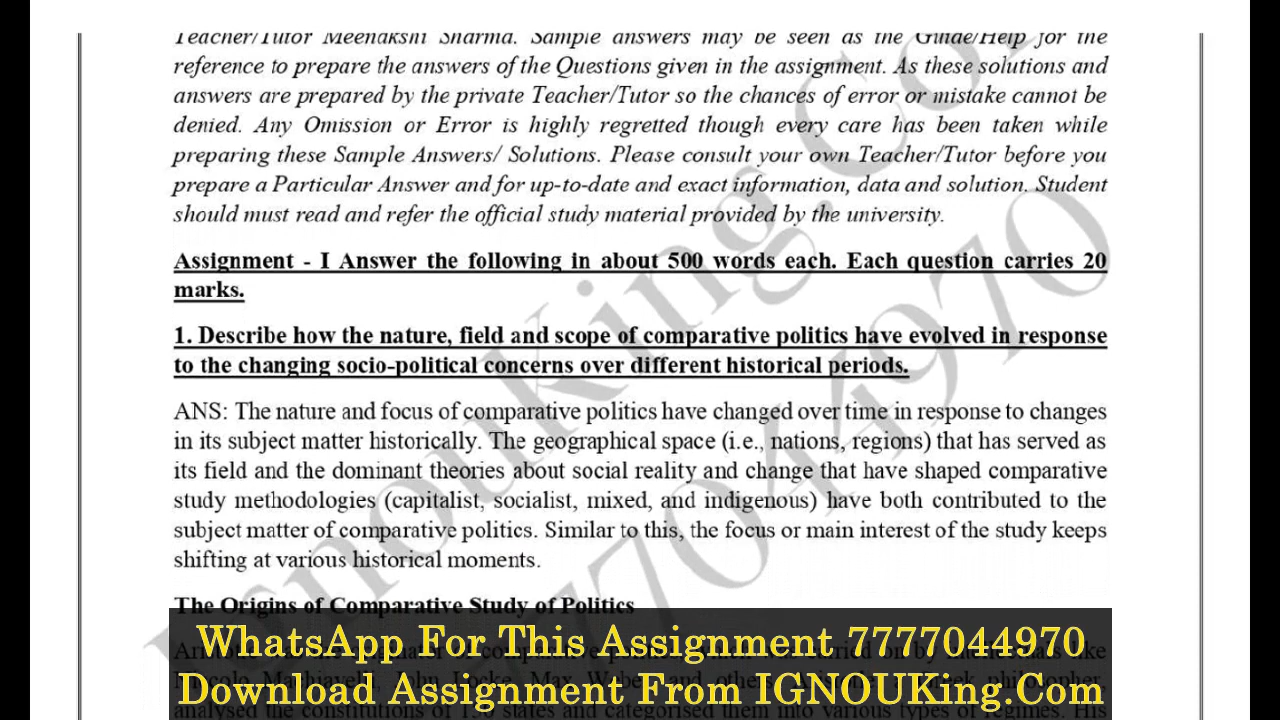 Teacher/Tutor Meenakshi Sharma. Sample answers may be seen as the Guide/Help for the
reference to prepare the answers of the Questions given in the assignment. As these solutions and
answers are prepared by the private Teacher/Tutor so the chances of error or mistake cannot be
denied. Any Omission or Error is highly regretted though every care has been taken while
preparing these Sample Answers/ Solutions. Please consult your own Teacher/Tutor before you
prepare a Particular Answer and for up-to-date and exact information, data and solution. Student
should must read and refer the official study material provided by the university.
Assignment - I Answer the following in about 500 words each. Each question carries 20
marks.
1. Describe how the nature, field and scope of comparative politics have evolved in response
to the changing socio-political concerns over different historical periods.
ANS: The nature and focus of comparative politics have changed over time in response to changes
in its subject matter historically. The geographical space (i.e., nations, regions) that has served as
its field and the dominant theories about social reality and change that have shaped comparative
study methodologies (capitalist, socialist, mixed, and indigenous) have both contributed to the
subject matter of comparative politics. Similar to this, the focus or main interest of the study keeps
shifting at various historical moments.
The Origins of Comparative Study of Politics
WhatsApp For This Assignment 7777044970
Download Assignment From IGNOUKing.Com